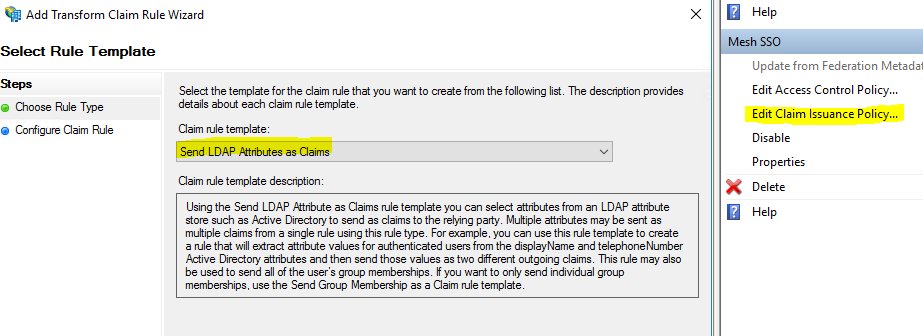 Add Transform Claim Rule Wizard
Select Rule Template
Steps
Choose Rule Type
Configure Claim Rule
Select the template for the claim rule that you want to create from the following list. The description provides
details about each claim rule template.
Claim rule template:
Send LDAP Attributes as Claims
Claim rule template description:
Using the Send LDAP Attribute as Claims rule template you can select attributes from an LDAP attribute
store such as Active Directory to send as claims to the relying party. Multiple attributes may be sent as
multiple claims from a single rule using this rule type. For example, you can use this rule template to create
a rule that will extract attribute values for authenticated users from the displayName and telephoneNumber
Active Directory attributes and then send those values as two different outgoing claims. This rule may also
be used to send all of the user's group memberships. If you want to only send individual group
memberships, use the Send Group Membership as a Claim rule template.
Help
Mesh SSO
Update from Federation Metadat
Edit Access Control Policy...
Edit Claim Issuance Policy...
Disable
Properties
Delete
Help